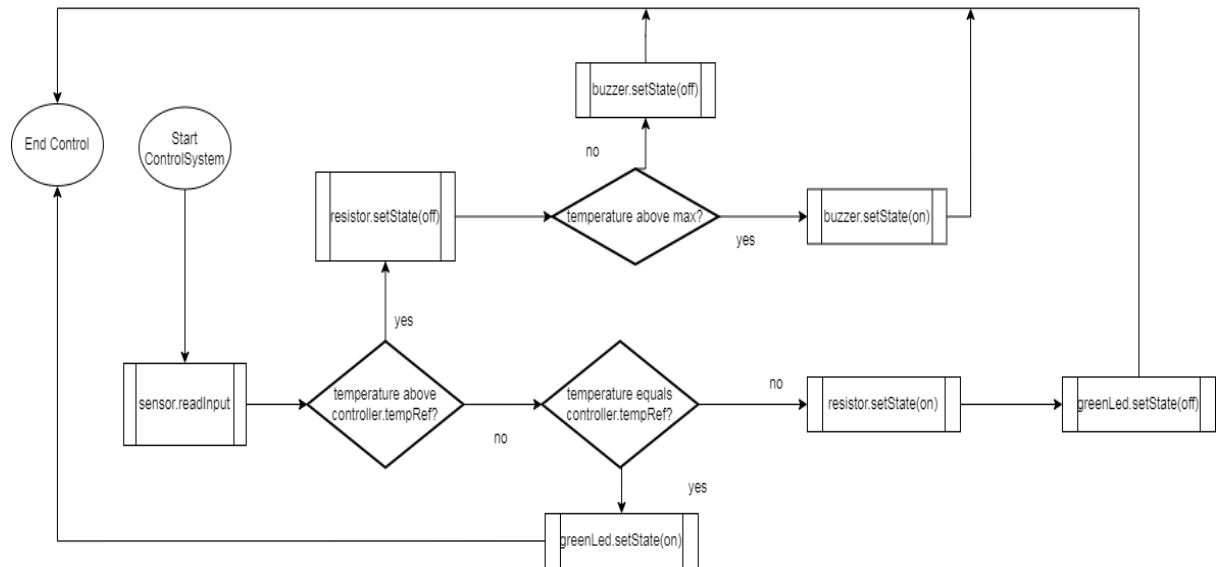 buzzer.setState(off)
End Control
Start
ControlSystem
no
resistor.setState(off)
temperature above max?
buzzer.setState(on)
yes
yes
sensor.readInput
temperature above
controller.tempRef?
no
temperature equals
controller.tempRef?
no
resistor.setState(on)
greenLed.setState(off)
yes
greenLed.setState(on)